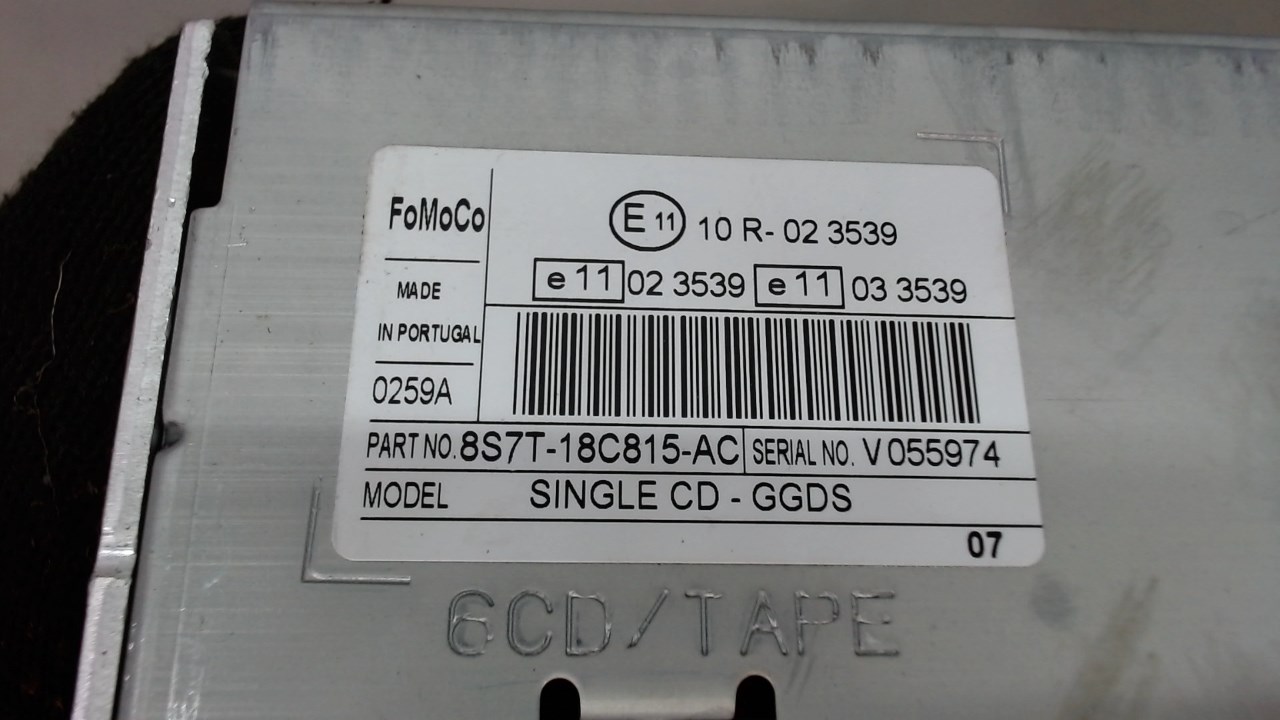 FoMoCo
E 11 10 R- 02 3539
e 11 02 3539 e 11 03 3539
MADE
IN PORTUGAL
0259A
PART NO. 8S7T-18C815-AC SERIAL NO. V055974
MODEL SINGLE CD - GGDS
07
6CD/TAPE